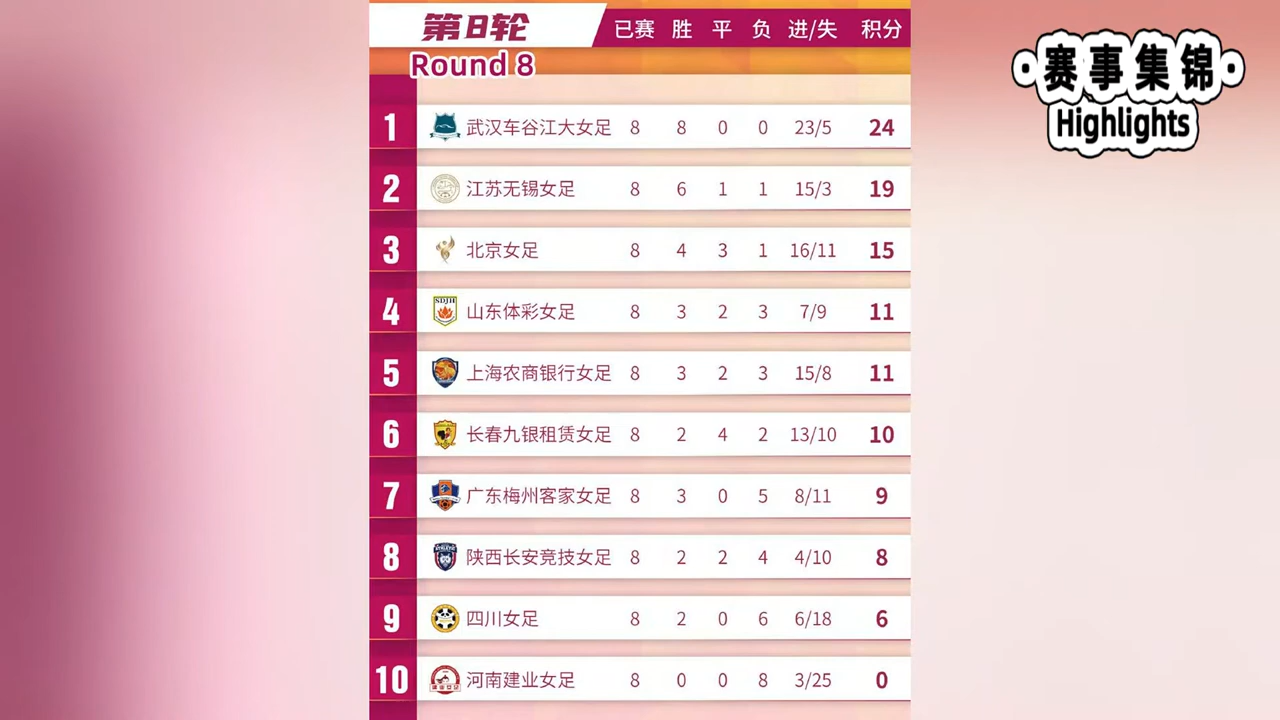 第8轮 已赛 胜 平 负 进/失 积分
Round 8
赛事集锦
Highlights
1 武汉车谷江大女足 8 8 0 0 23/5 24
2 江苏无锡女足 8 6 1 1 15/3 19
3 北京女足 8 4 3 1 16/11 15
4 SDJH 山东体彩女足 8 3 2 3 7/9 11
5 上海农商银行女足 8 3 2 3 15/8 11
6 长春九银租赁女足 8 2 4 2 13/10 10
7 广东梅州客家女足 8 3 0 5 8/11 9
8 陕西长安竞技女足 8 2 2 4 4/10 8
9 四川女足 8 2 0 6 6/18 6
10 河南建业女足 8 0 0 8 3/25 0